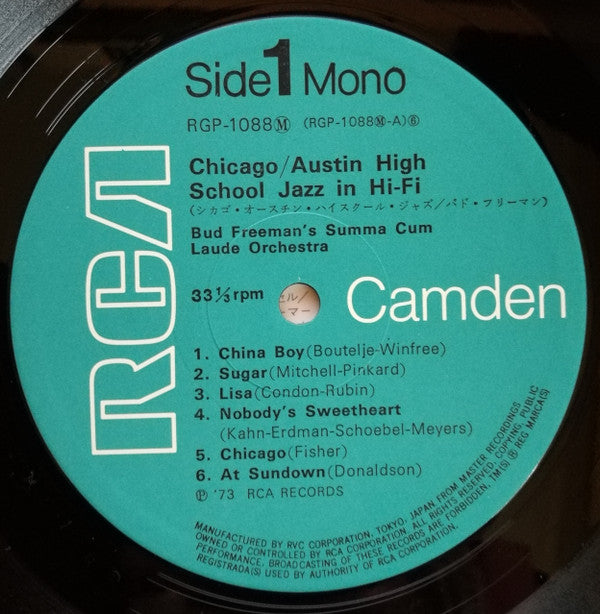 Side 1 Mono
RGP-1088Ⓜ (RGP-1088Ⓜ-A)⑥
Chicago/Austin High
School Jazz in Hi-Fi
(シカゴ・オースチン・ハイスクール・ジャズ/バド・フリーマン)
Bud Freeman's Summa Cum
Laude Orchestra
33⅓ rpm
RCA
Camden
1. China Boy (Boutelje-Winfree)
2. Sugar (Mitchell-Pinkard)
3. Lisa (Condon-Rubin)
4. Nobody's Sweetheart
(Kahn-Erdman-Schoebel-Meyers)
5. Chicago (Fisher)
6. At Sundown (Donaldson)
Ⓟ '73 RCA RECORDS
MANUFACTURED BY RVC CORPORATION, TOKYO, JAPAN FROM MASTER RECORDINGS
OWNED OR CONTROLLED BY RCA CORPORATION. ALL RIGHTS RESERVED. COPYING, PUBLIC
PERFORMANCE, BROADCASTING OF THESE RECORDS ARE FORBIDDEN. TM(S) ® REG MARCA(S)
REGISTRADA(S) USED BY AUTHORITY OF RCA CORPORATION.